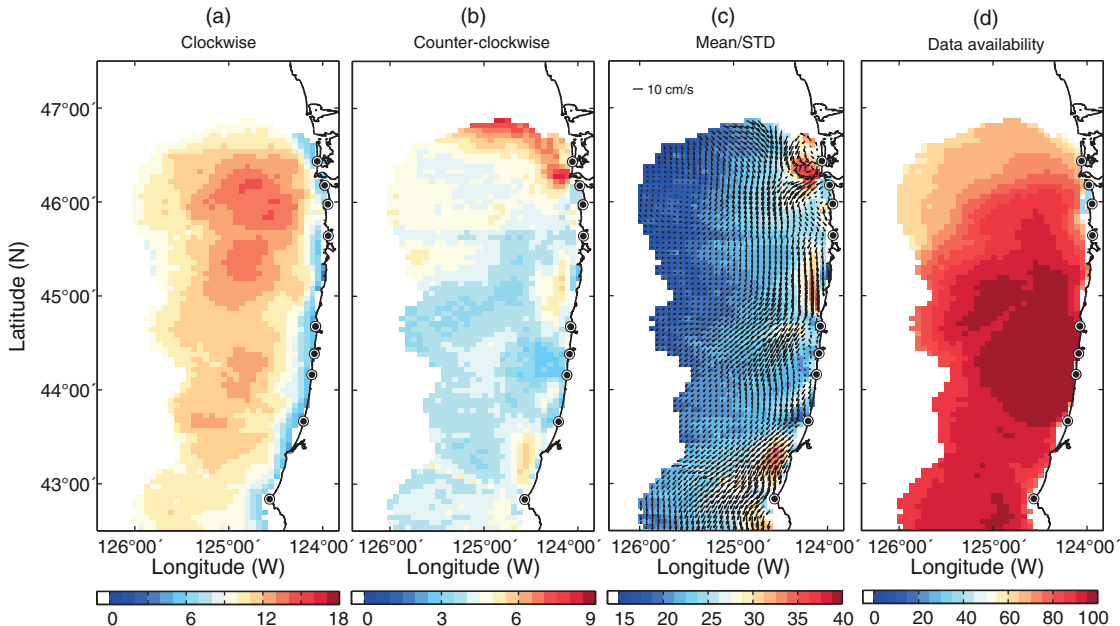 (a)
(b)
(c)
(d)
Clockwise
Counter-clockwise
Mean/STD
Data availability
10 cm/s
Latitude (N)
47°00´
46°00´
45°00´
44°00´
43°00´
126°00´
125°00´
124°00´
126°00´
125°00´
124°00´
126°00´
125°00´
124°00´
126°00´
125°00´
124°00´
Longitude (W)
Longitude (W)
Longitude (W)
Longitude (W)
0 6 12 18
0 3 6 9
15 20 25 30 35 40
0 20 40 60 80 100